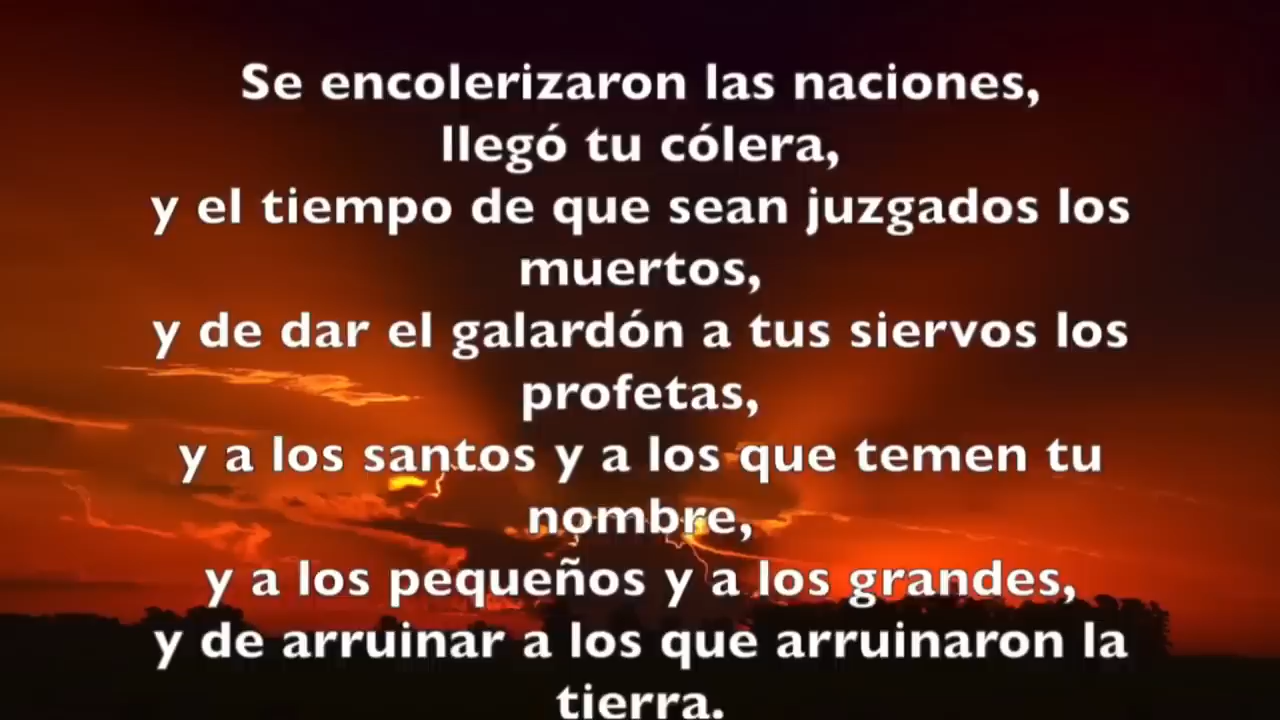 Se encolerizaron las naciones,
llegó tu cólera,
y el tiempo de que sean juzgados los
muertos,
y de dar el galardón a tus siervos los
profetas,
y a los santos y a los que temen tu
nombre,
y a los pequeños y a los grandes,
y de arruinar a los que arruinaron la
tierra.